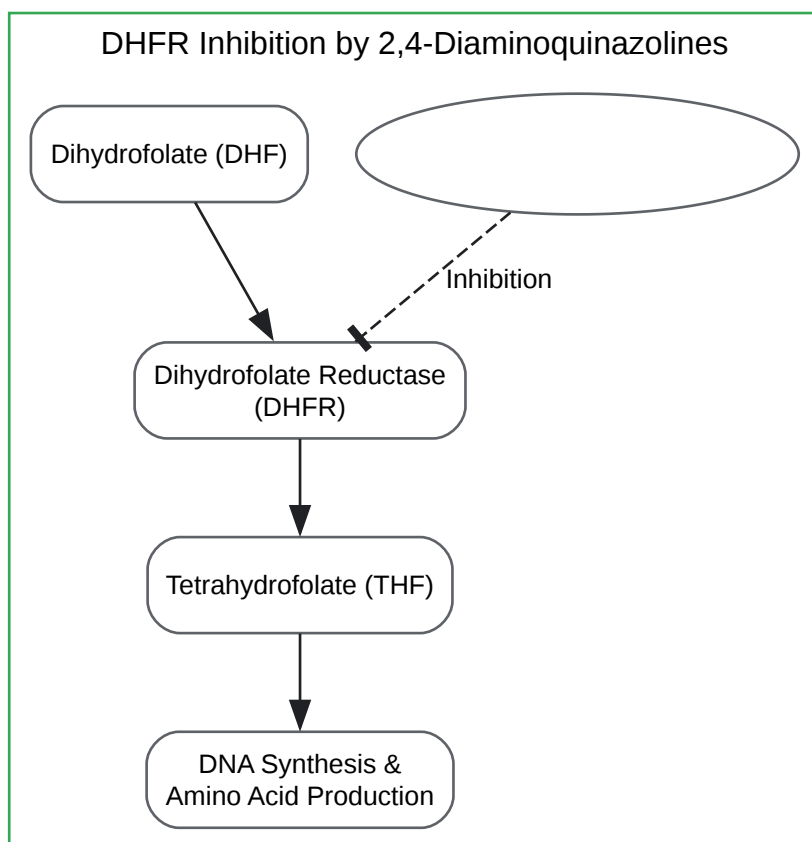 DHFR Inhibition by 2,4-Diaminoquinazolines
Dihydrofolate (DHF)
Inhibition
Dihydrofolate Reductase
(DHFR)
Tetrahydrofolate (THF)
DNA Synthesis &
Amino Acid Production